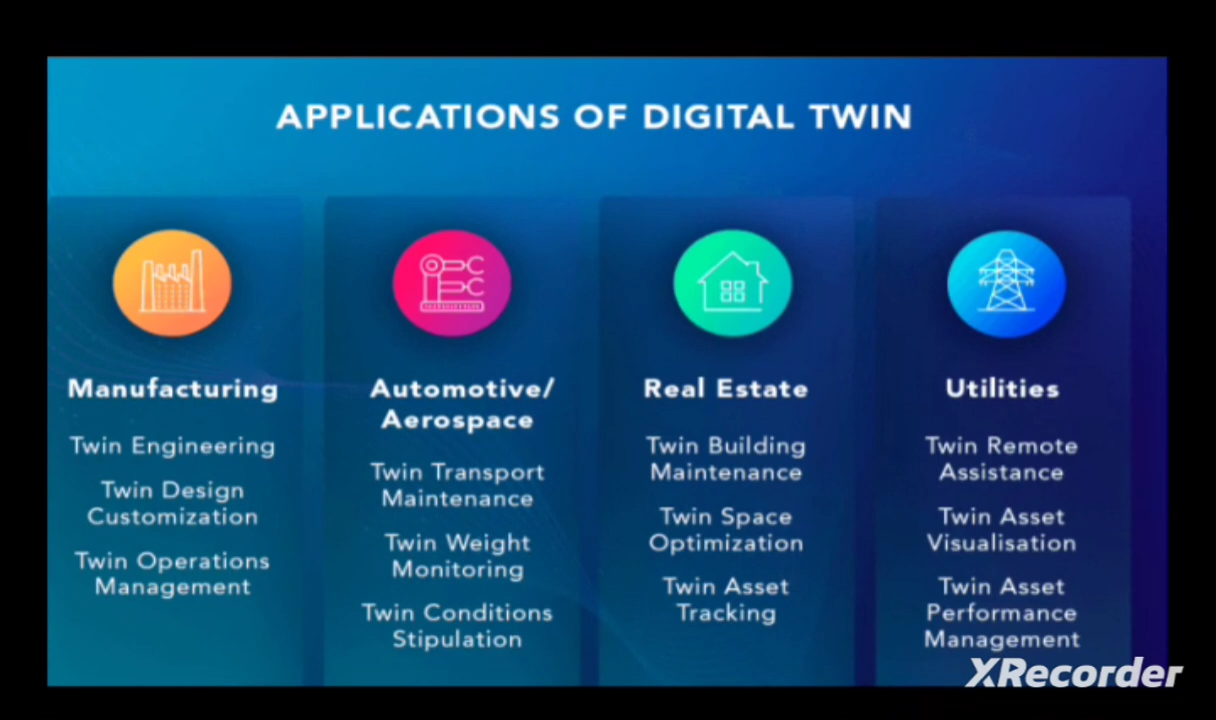 APPLICATIONS OF DIGITAL TWIN
Manufacturing
Twin Engineering
Twin Design
Customization
Twin Operations
Management
Automotive/
Aerospace
Twin Transport
Maintenance
Twin Weight
Monitoring
Twin Conditions
Stipulation
Real Estate
Twin Building
Maintenance
Twin Space
Optimization
Twin Asset
Tracking
Utilities
Twin Remote
Assistance
Twin Asset
Visualisation
Twin Asset
Performance
Management
XRecorder